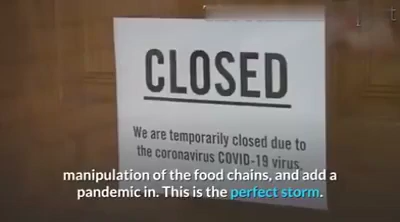 CLOSED
We are temporarily closed due to
the coronavirus COVID-19 virus.
manipulation of the food chains, and add a
pandemic in. This is the perfect storm.